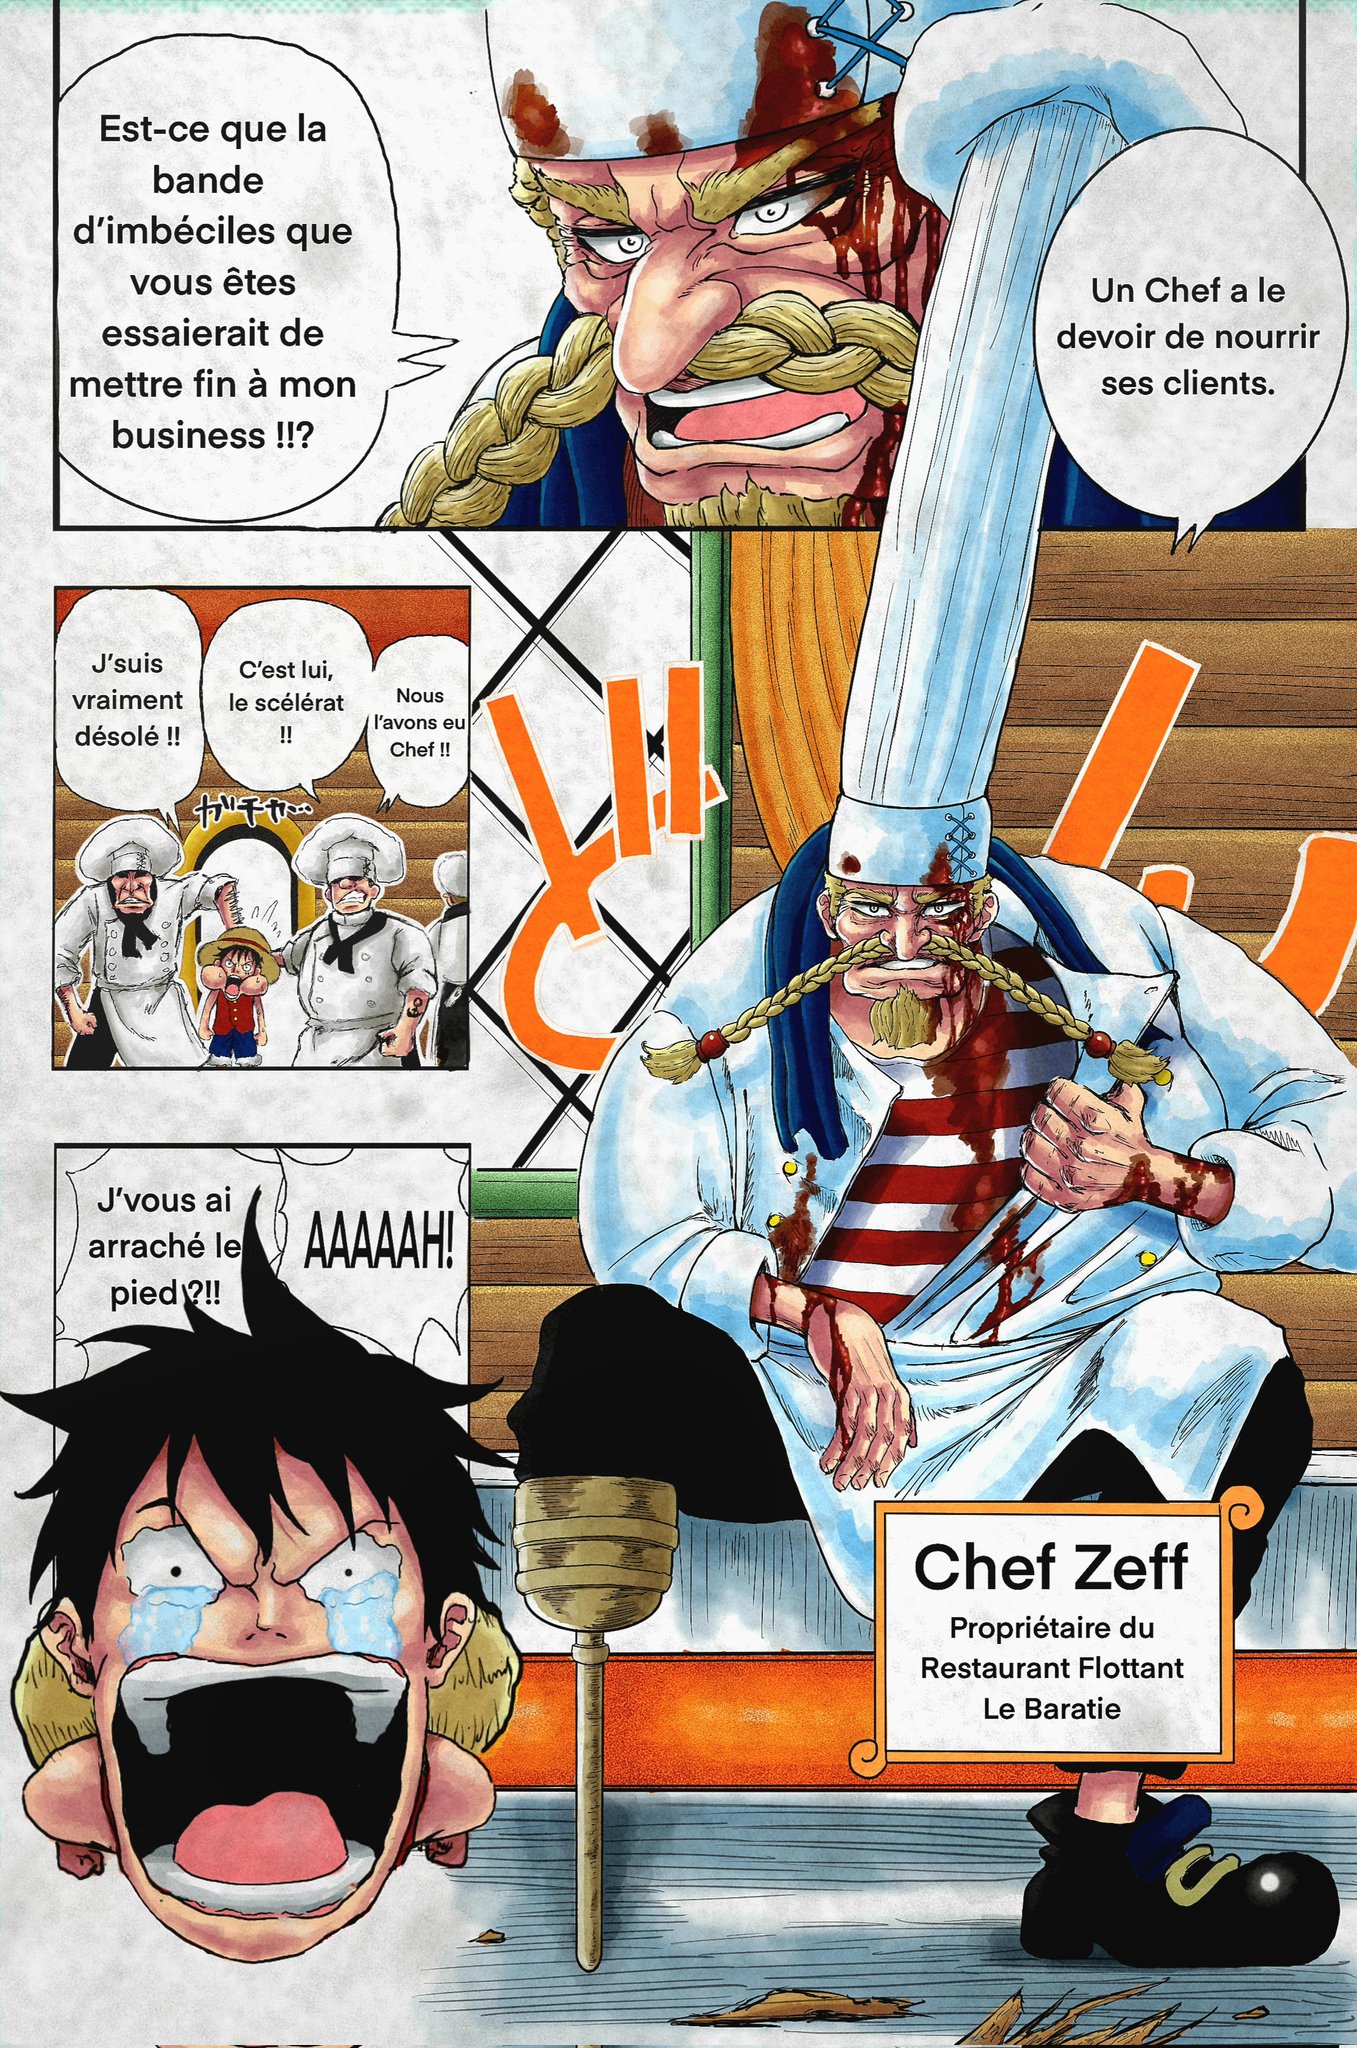 Est-ce que la
bande
d'imbéciles que
vous êtes
essaierait de
mettre fin à mon
business !!?
Un Chef a le
devoir de nourrir
ses clients.
J'suis
vraiment
désolé !!
C'est lui,
le scélérat
!!
Nous
l'avons eu
Chef !!
ガチャ…
ど
ん
J'vous ai
arraché le
pied ?!!
AAAAAH!
Chef Zeff
Propriétaire du
Restaurant Flottant
Le Baratie